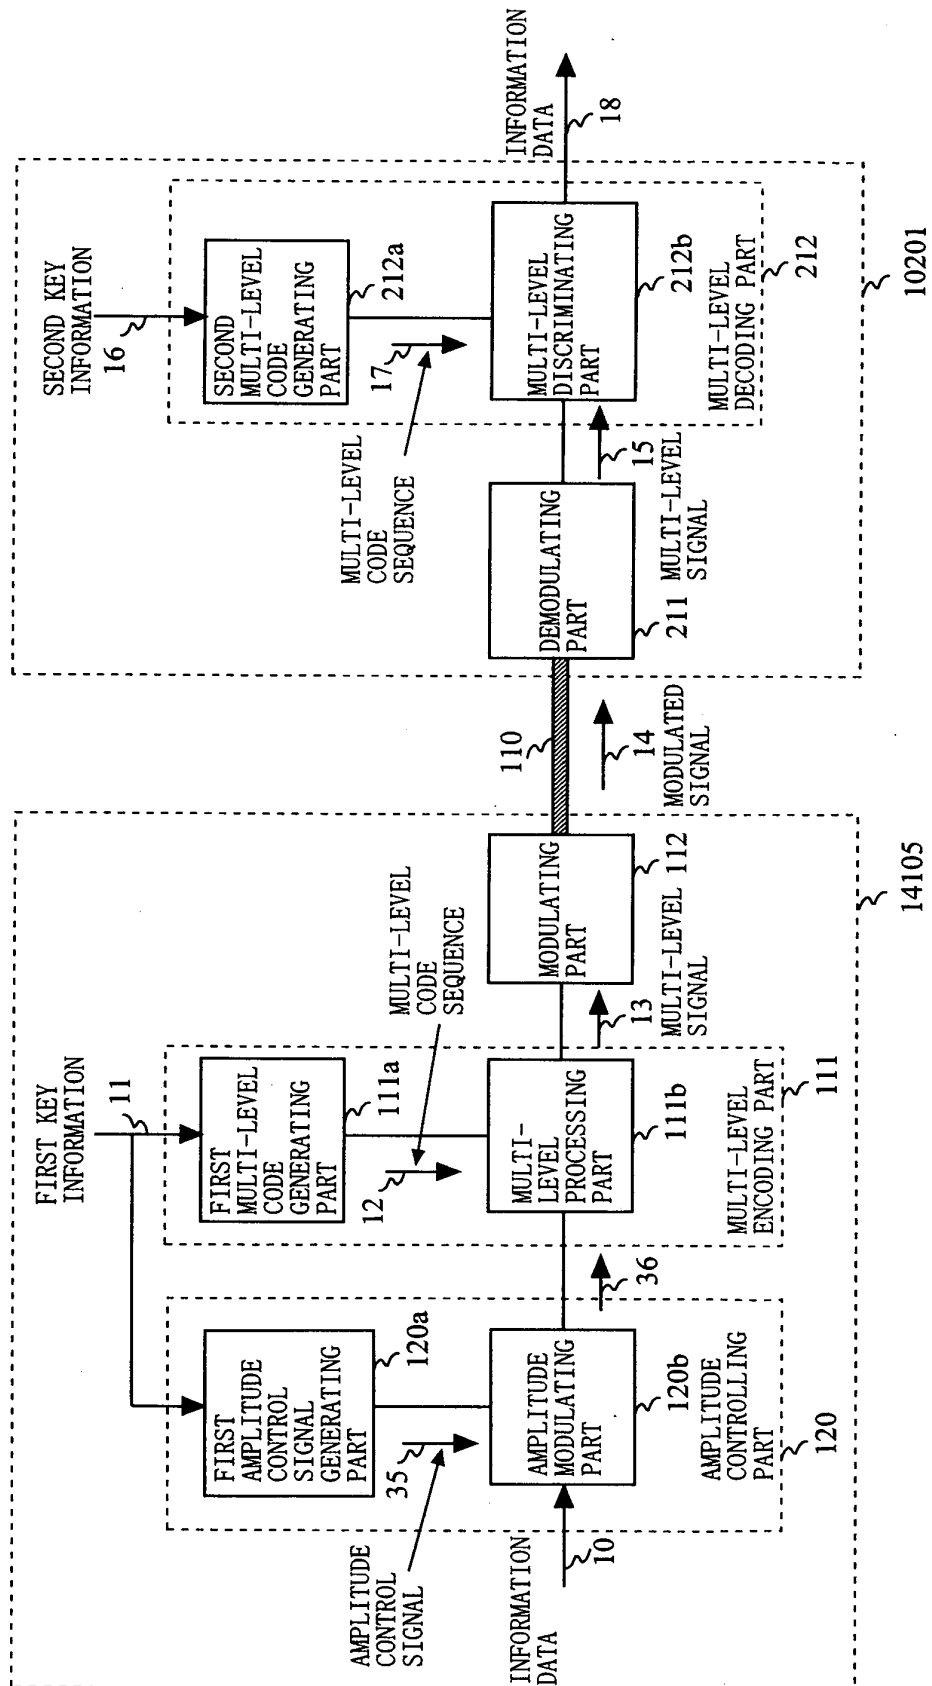 FIRST KEY
INFORMATION
11
FIRST
AMPLITUDE
CONTROL
SIGNAL
GENERATING
PART
120a
35
AMPLITUDE
CONTROL
SIGNAL
INFORMATION
DATA
10
AMPLITUDE
MODULATING
PART
120b
AMPLITUDE
CONTROLLING
PART
120
36
FIRST
MULTI-LEVEL
CODE
GENERATING
PART
111a
12
MULTI-LEVEL
CODE
SEQUENCE
MULTI-
LEVEL
PROCESSING
PART
111b
MULTI-LEVEL
ENCODING PART
111
13
MULTI-LEVEL
SIGNAL
MODULATING
PART
112
14105
110
14
MODULATED
SIGNAL
SECOND KEY
INFORMATION
16
SECOND
MULTI-LEVEL
CODE
GENERATING
PART
212a
17
MULTI-LEVEL
CODE
SEQUENCE
DEMODULATING
PART
211
15
MULTI-LEVEL
SIGNAL
MULTI-LEVEL
DISCRIMINATING
PART
212b
MULTI-LEVEL
DECODING PART
212
INFORMATION
DATA
18
10201